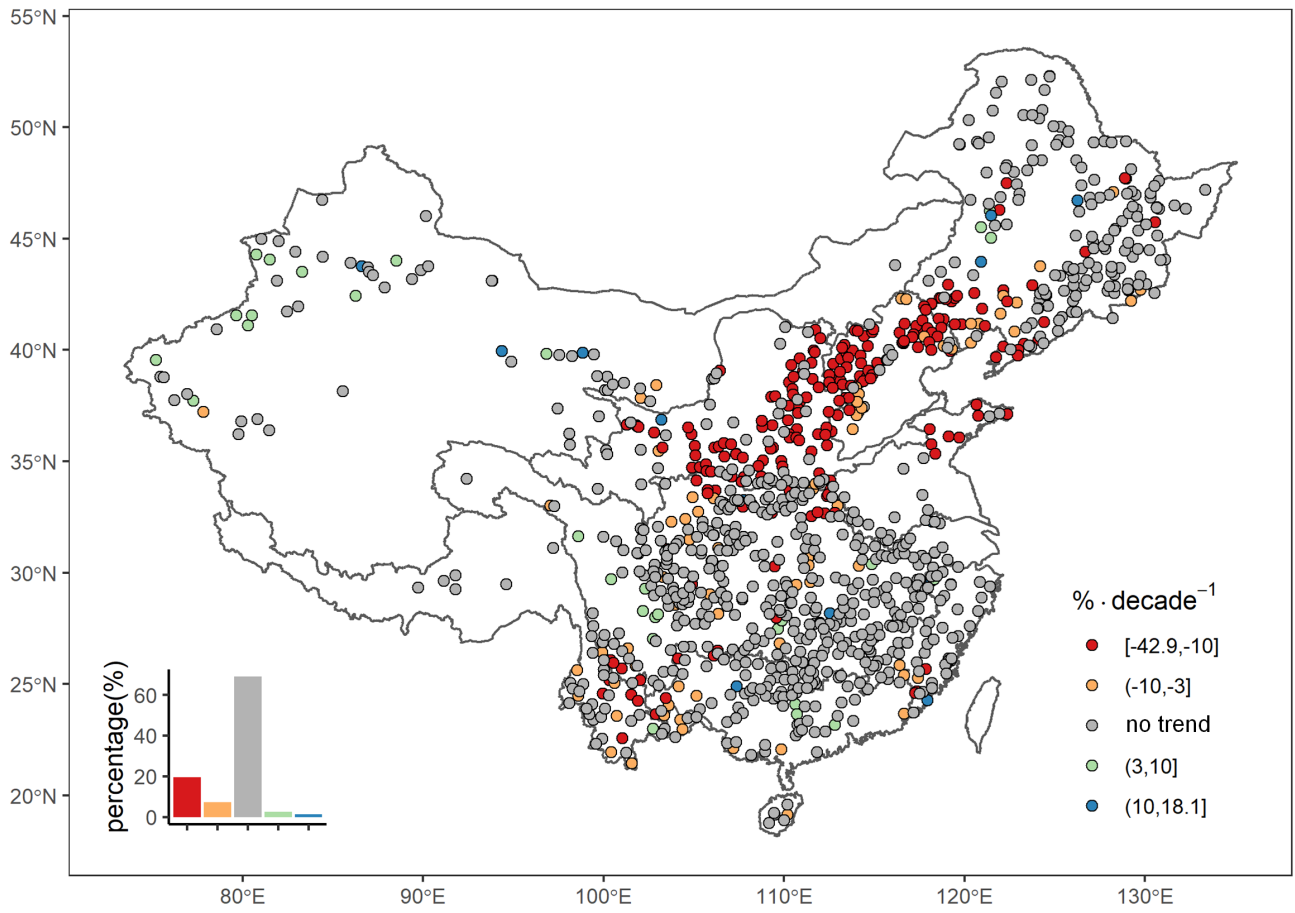 55°N
50°N
45°N
40°N
35°N
30°N
25°N
20°N
80°E
90°E
100°E
110°E
120°E
130°E
percentage(%)
60
40
20
0
% · decade⁻¹
[-42.9,-10]
(-10,-3]
no trend
(3,10]
(10,18.1]